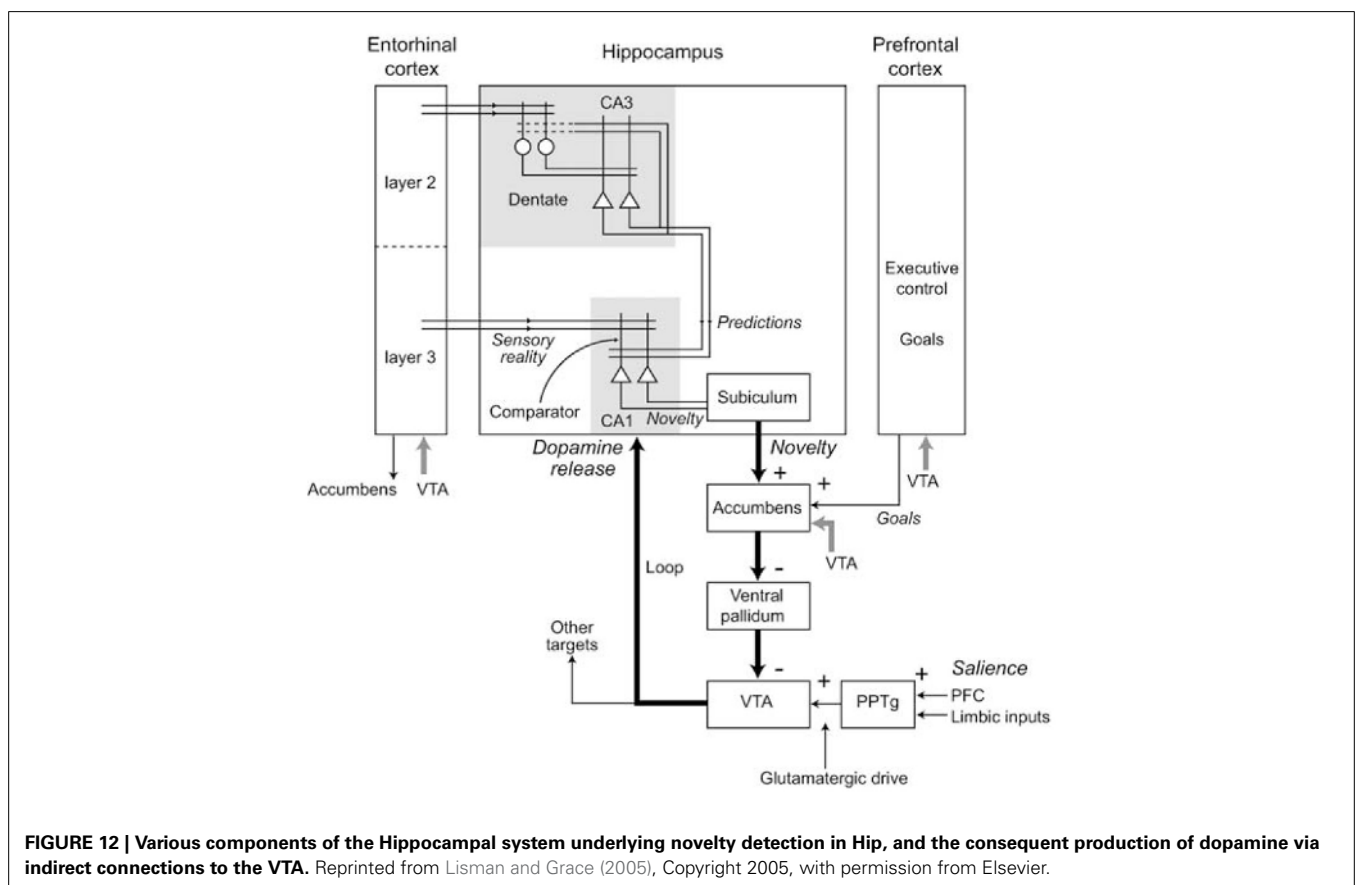 Entorhinal
cortex
Hippocampus
Prefrontal
cortex
CA3
layer 2
Dentate
Executive
control
Goals
Predictions
Sensory
reality
layer 3
Comparator
CA1
Novelty
Subiculum
Dopamine
release
Novelty
Accumbens
VTA
+
+
VTA
Accumbens
Goals
VTA
-
Loop
Ventral
pallidum
Other
targets
-
+
+
Salience
VTA
PPTg
PFC
Limbic inputs
Glutamatergic drive
FIGURE 12 | Various components of the Hippocampal system underlying novelty detection in Hip, and the consequent production of dopamine via
indirect connections to the VTA. Reprinted from Lisman and Grace (2005), Copyright 2005, with permission from Elsevier.